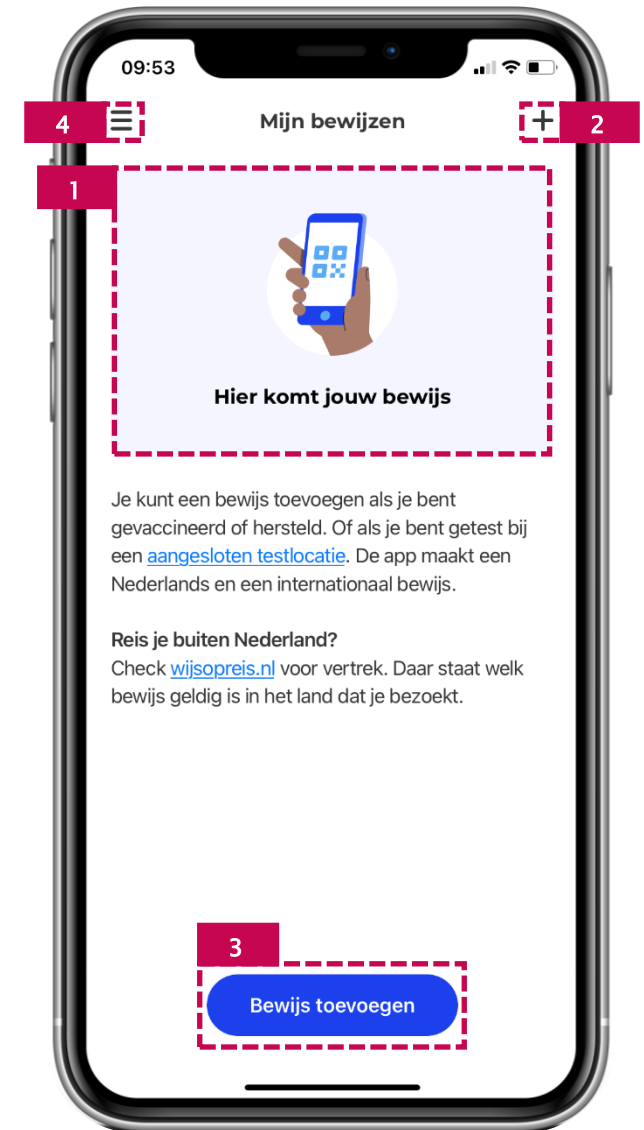 09:53
4
Mijn bewijzen
2
1
Hier komt jouw bewijs
Je kunt een bewijs toevoegen als je bent
gevaccineerd of hersteld. Of als je bent getest bij
een aangesloten testlocatie. De app maakt een
Nederlands en een internationaal bewijs.
Reis je buiten Nederland?
Check wijsopreis.nl voor vertrek. Daar staat welk
bewijs geldig is in het land dat je bezoekt.
3
Bewijs toevoegen